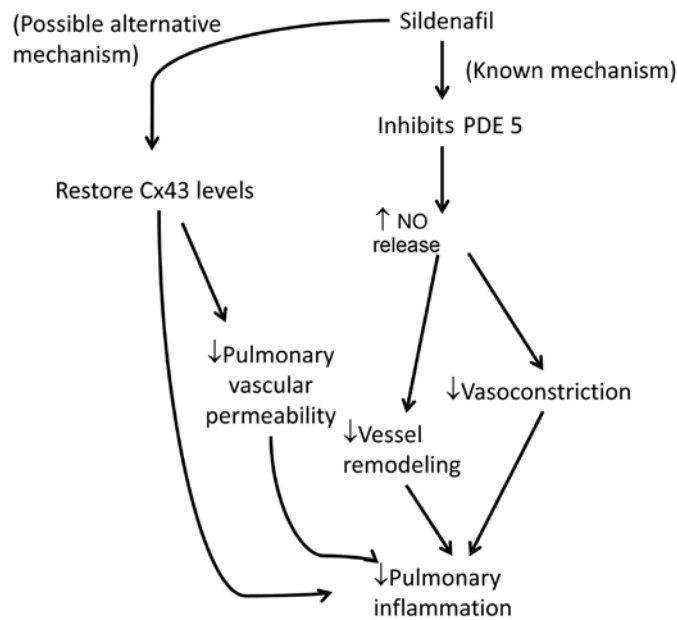 (Possible alternative
mechanism)
Sildenafil
(Known mechanism)
Inhibits PDE 5
Restore Cx43 levels
↑ NO
release
↓Pulmonary
vascular
permeability
↓Vasoconstriction
↓Vessel
remodeling
↓Pulmonary
inflammation